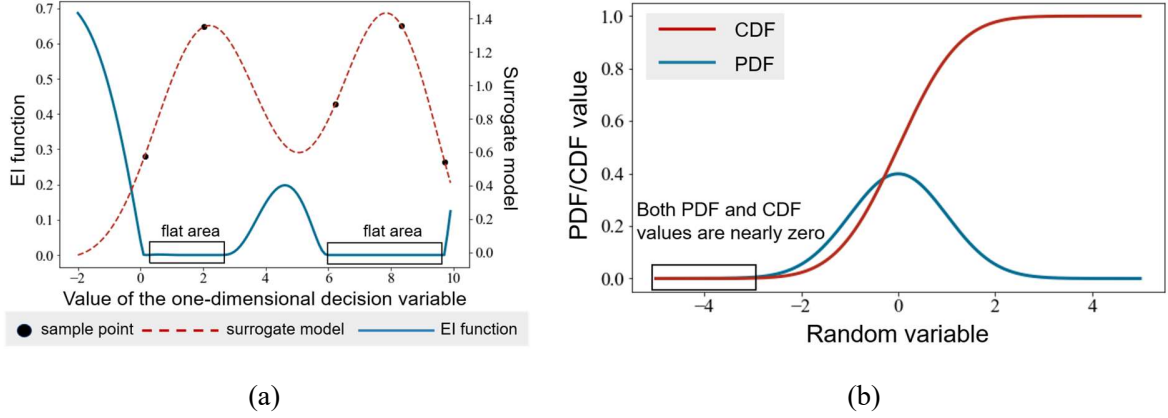 0.7
0.6
0.5
0.4
0.3
0.2
0.1
0.0
EI function
1.4
1.2
1.0
0.8
0.6
0.4
0.2
0.0
Surrogate model
flat area
flat area
−2 0 2 4 6 8 10
Value of the one-dimensional decision variable
sample point surrogate model EI function
(a)
1.0
0.8
0.6
0.4
0.2
0.0
PDF/CDF value
CDF
PDF
Both PDF and CDF
values are nearly zero
−4 −2 0 2 4
Random variable
(b)